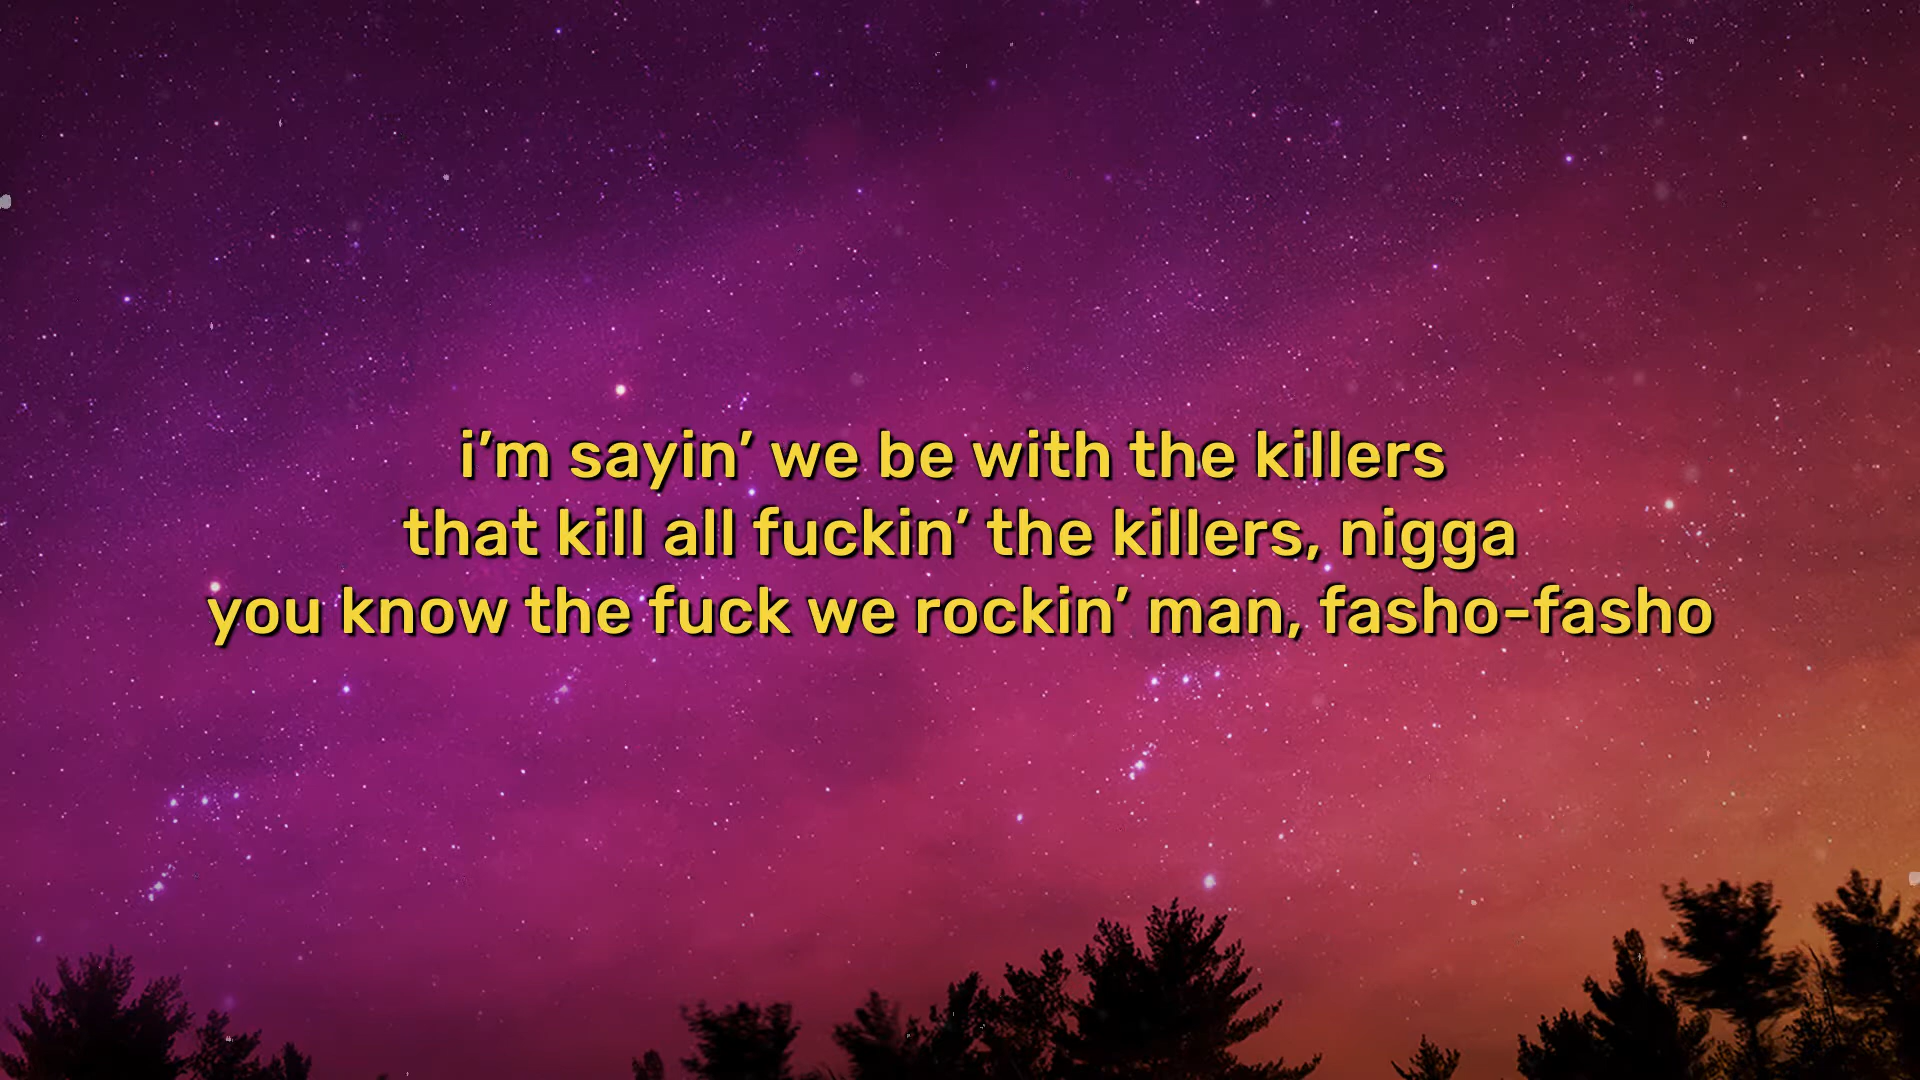 i’m sayin’ we be with the killers
that kill all fuckin’ the killers, nigga
you know the fuck we rockin’ man, fasho-fasho